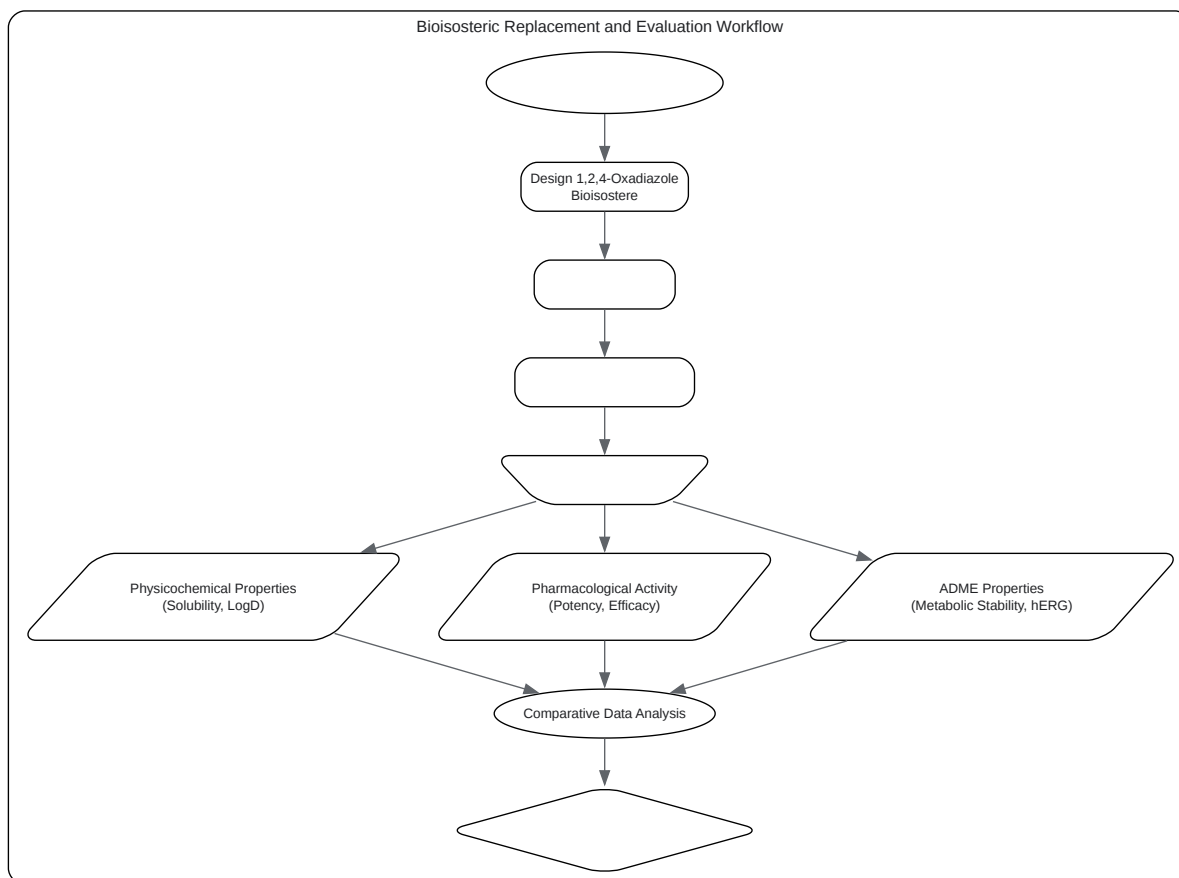 Bioisosteric Replacement and Evaluation Workflow
Design 1,2,4-Oxadiazole
Bioisostere
Physicochemical Properties
(Solubility, LogD)
Pharmacological Activity
(Potency, Efficacy)
ADME Properties
(Metabolic Stability, hERG)
Comparative Data Analysis